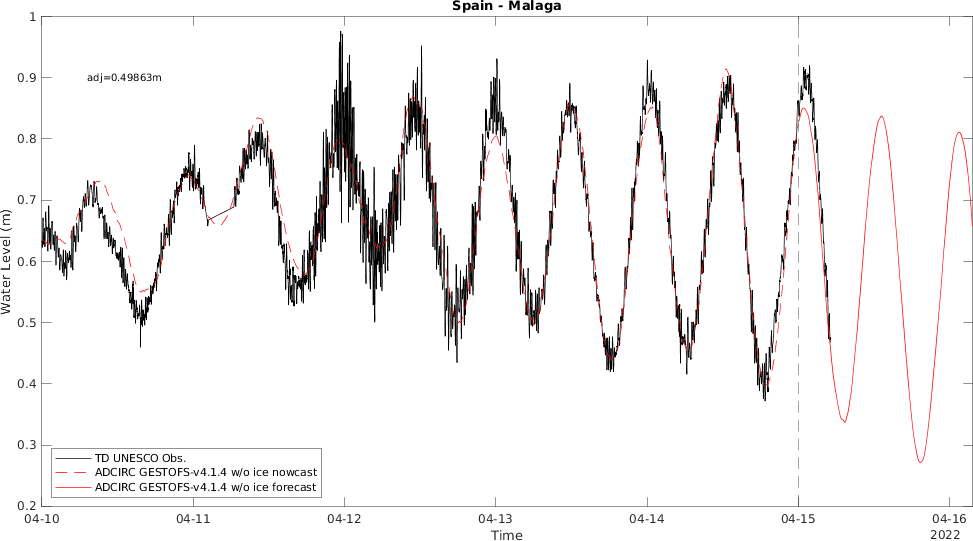 Spain - Malaga
1
0.9
0.8
0.7
0.6
0.5
0.4
0.3
0.2
Water Level (m)
adj=0.49863m
TD UNESCO Obs.
ADCIRC GESTOFS-v4.1.4 w/o ice nowcast
ADCIRC GESTOFS-v4.1.4 w/o ice forecast
04-10 04-11 04-12 04-13 04-14 04-15 04-16
Time
2022